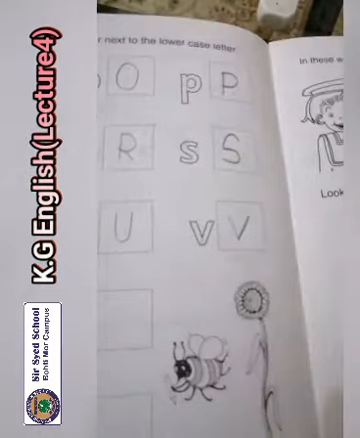 K.G English(Lecture4)
Sir Syed School
Bohti Mor Campus
r next to the lower case letter
O p P
R s S
U v V
In these w
Look